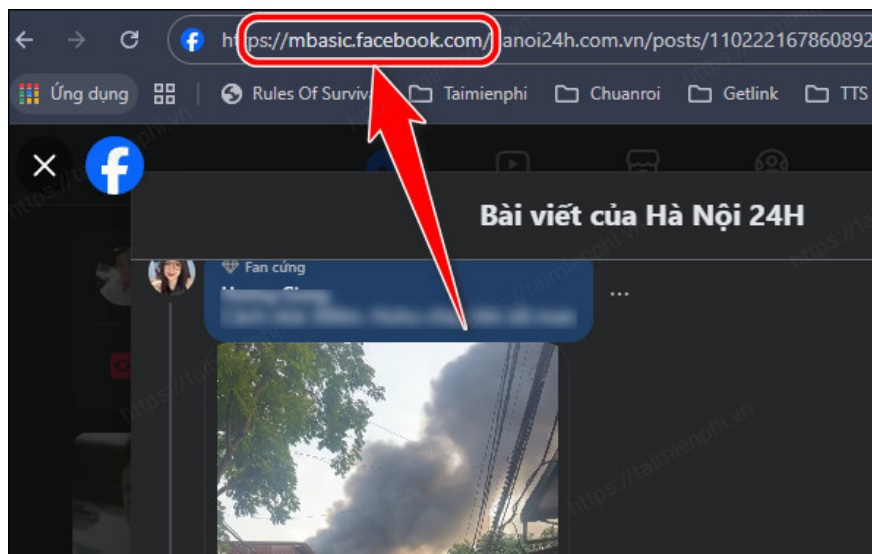 https://mbasic.facebook.com/hanoi24h.com.vn/posts/110222167860892
Ứng dụng
Rules Of Surviva
Taimienphi
Chuanroi
Getlink
TTS
Bài viết của Hà Nội 24H
Fan cứng